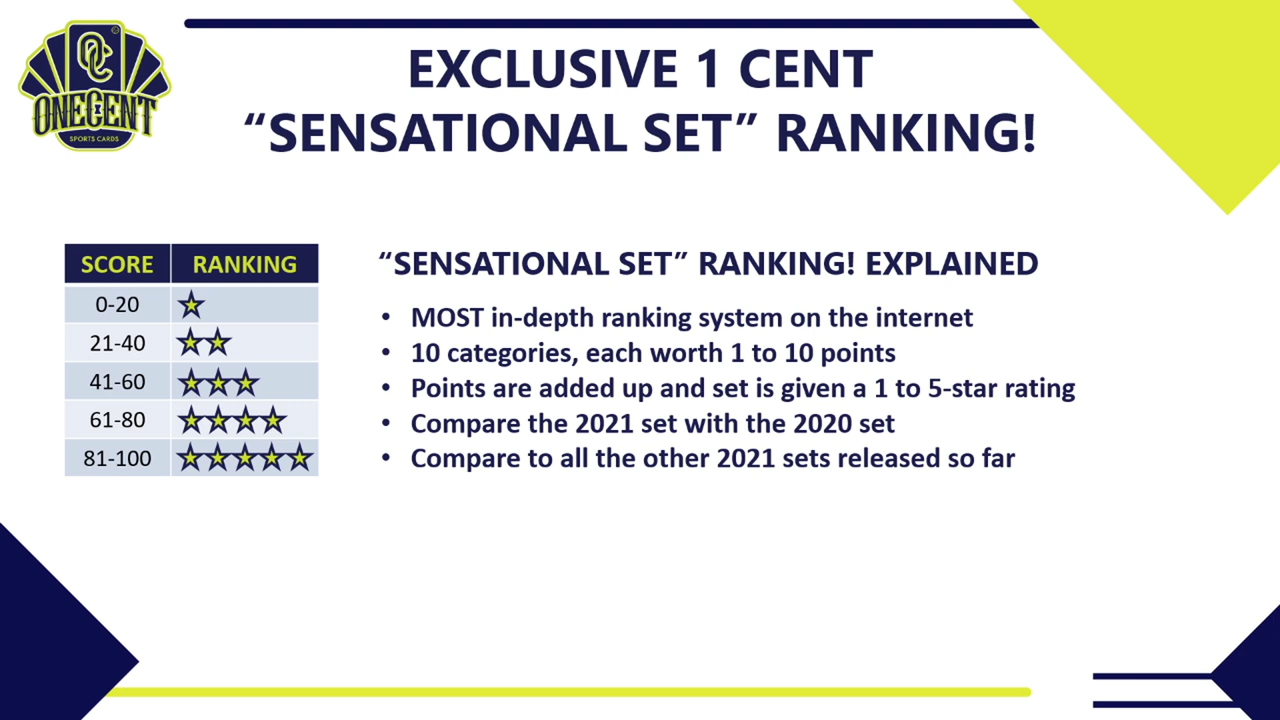 OC
ONECENT
SPORTS CARDS
EXCLUSIVE 1 CENT
“SENSATIONAL SET” RANKING!
SCORE RANKING
0-20
21-40
41-60
61-80
81-100
“SENSATIONAL SET” RANKING! EXPLAINED
• MOST in-depth ranking system on the internet
• 10 categories, each worth 1 to 10 points
• Points are added up and set is given a 1 to 5-star rating
• Compare the 2021 set with the 2020 set
• Compare to all the other 2021 sets released so far